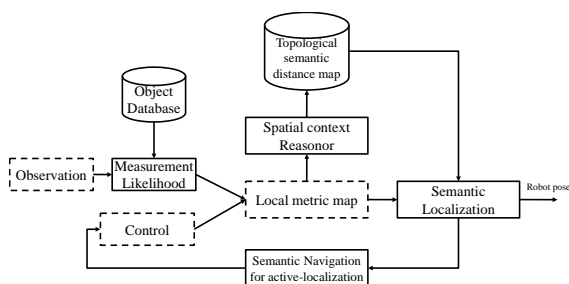 Topological
semantic
distance map
Object
Database
Spatial context
Reasonor
Observation
Measurement
Likelihood
Local metric map
Semantic
Localization
Robot pose
Control
Semantic Navigation
for active-localization